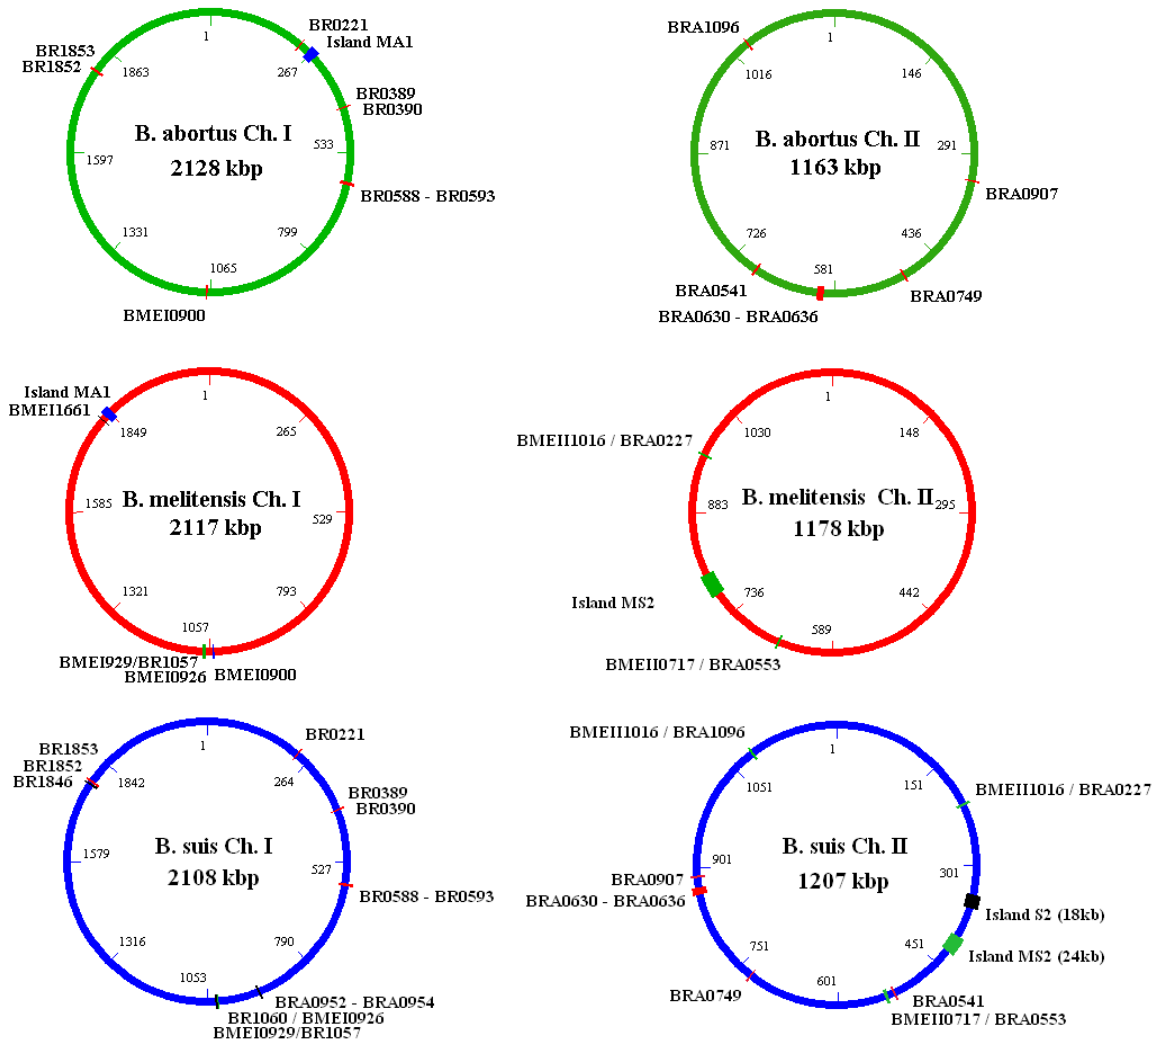 BR0221
Island MA1
BR1853
BR1852
1
1863
267
BR0389
BR0390
B. abortus Ch. I
2128 kbp
1597
533
BR0588 - BR0593
1331
799
1065
BMEI0900
BRA1096
1
1016
146
B. abortus Ch. II
1163 kbp
871
291
BRA0907
726
436
581
BRA0541
BRA0749
BRA0630 - BRA0636
Island MA1
BMEI1661
1
1849
265
B. melitensis Ch. I
2117 kbp
1585
529
1321
793
1057
BMEI929/BR1057
BMEI0926
BMEI0900
1
1030
148
BMEII1016 / BRA0227
B. melitensis Ch. II
1178 kbp
883
295
Island MS2
736
442
589
BMEII0717 / BRA0553
BR1853
BR1852
BR1846
BR0221
1
1842
264
BR0389
BR0390
B. suis Ch. I
2108 kbp
1579
527
BR0588 - BR0593
1316
790
1053
BRA0952 - BRA0954
BR1060 / BMEI0926
BMEI0929/BR1057
BMEII1016 / BRA1096
1
1051
151
BMEII1016 / BRA0227
B. suis Ch. II
1207 kbp
901
301
BRA0907
BRA0630 - BRA0636
Island S2 (18kb)
Island MS2 (24kb)
751
451
601
BRA0749
BRA0541
BMEII0717 / BRA0553